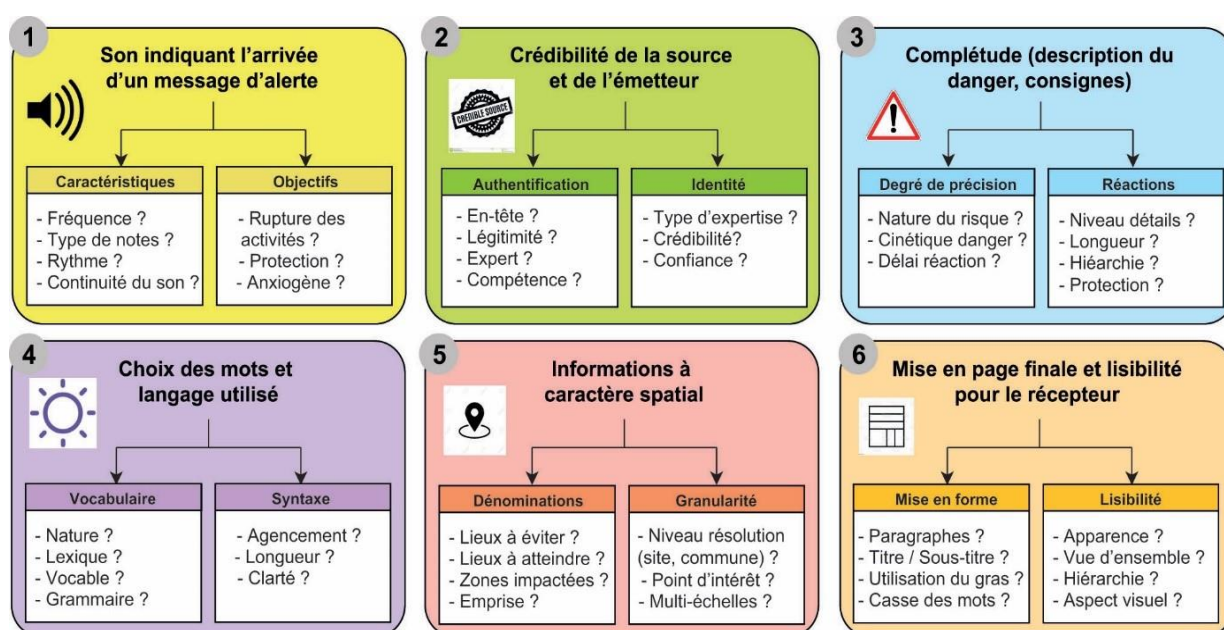 1
Son indiquant l'arrivée
d'un message d'alerte
Caractéristiques
- Fréquence ?
- Type de notes ?
- Rythme ?
- Continuité du son ?
Objectifs
- Rupture des
activités ?
- Protection ?
- Anxiogène ?
2
Crédibilité de la source
et de l'émetteur
CREDIBLE SOURCE
Authentification
- En-tête ?
- Légitimité ?
- Expert ?
- Compétence ?
Identité
- Type d'expertise ?
- Crédibilité?
- Confiance ?
3
Complétude (description du
danger, consignes)
Degré de précision
- Nature du risque ?
- Cinétique danger ?
- Délai réaction ?
Réactions
- Niveau détails ?
- Longueur ?
- Hiéarchie ?
- Protection ?
4
Choix des mots et
langage utilisé
Vocabulaire
- Nature ?
- Lexique ?
- Vocable ?
- Grammaire ?
Syntaxe
- Agencement ?
- Longueur ?
- Clarté ?
5
Informations à
caractère spatial
Dénominations
- Lieux à éviter ?
- Lieux à atteindre ?
- Zones impactées ?
- Emprise ?
Granularité
- Niveau résolution
(site, commune) ?
- Point d'intérêt ?
- Multi-échelles ?
6
Mise en page finale et lisibilité
pour le récepteur
Mise en forme
- Paragraphes ?
- Titre / Sous-titre ?
- Utilisation du gras ?
- Casse des mots ?
Lisibilité
- Apparence ?
- Vue d'ensemble ?
- Hiérarchie ?
- Aspect visuel ?